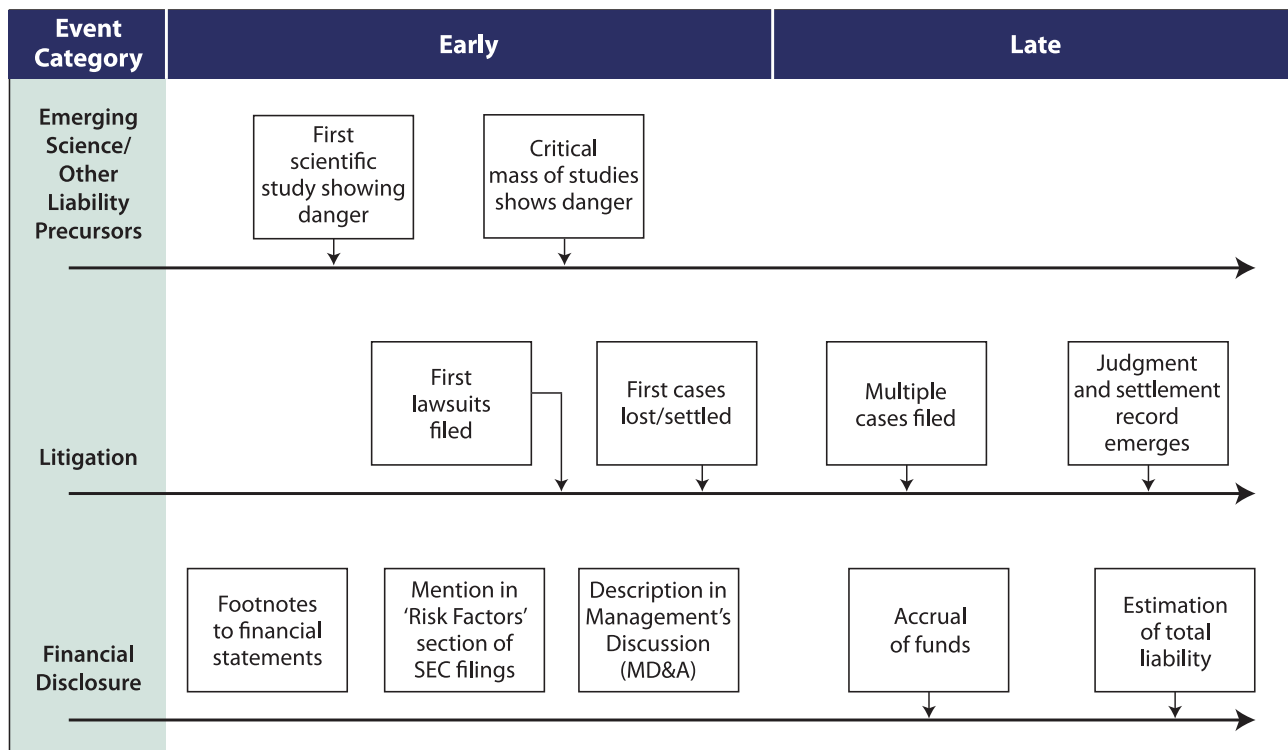 Event
Category
Early
Late
Emerging
Science/
Other
Liability
Precursors
First
scientific
study showing
danger
Critical
mass of studies
shows danger
Litigation
First
lawsuits
filed
First cases
lost/settled
Multiple
cases filed
Judgment
and settlement
record
emerges
Financial
Disclosure
Footnotes
to financial
statements
Mention in
‘Risk Factors’
section of
SEC filings
Description in
Management’s
Discussion
(MD&A)
Accrual
of funds
Estimation
of total
liability